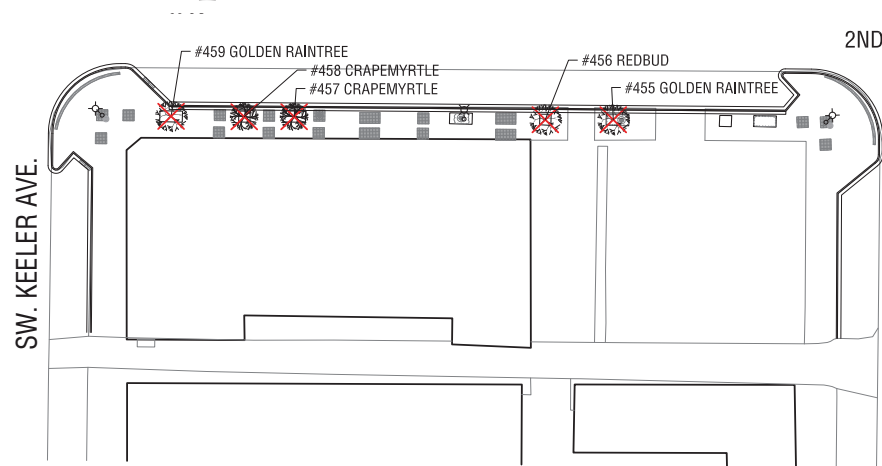 2ND
#459 GOLDEN RAINTREE
#458 CRAPEMYRTLE
#457 CRAPEMYRTLE
#456 REDBUD
#455 GOLDEN RAINTREE
SW. KEELER AVE.